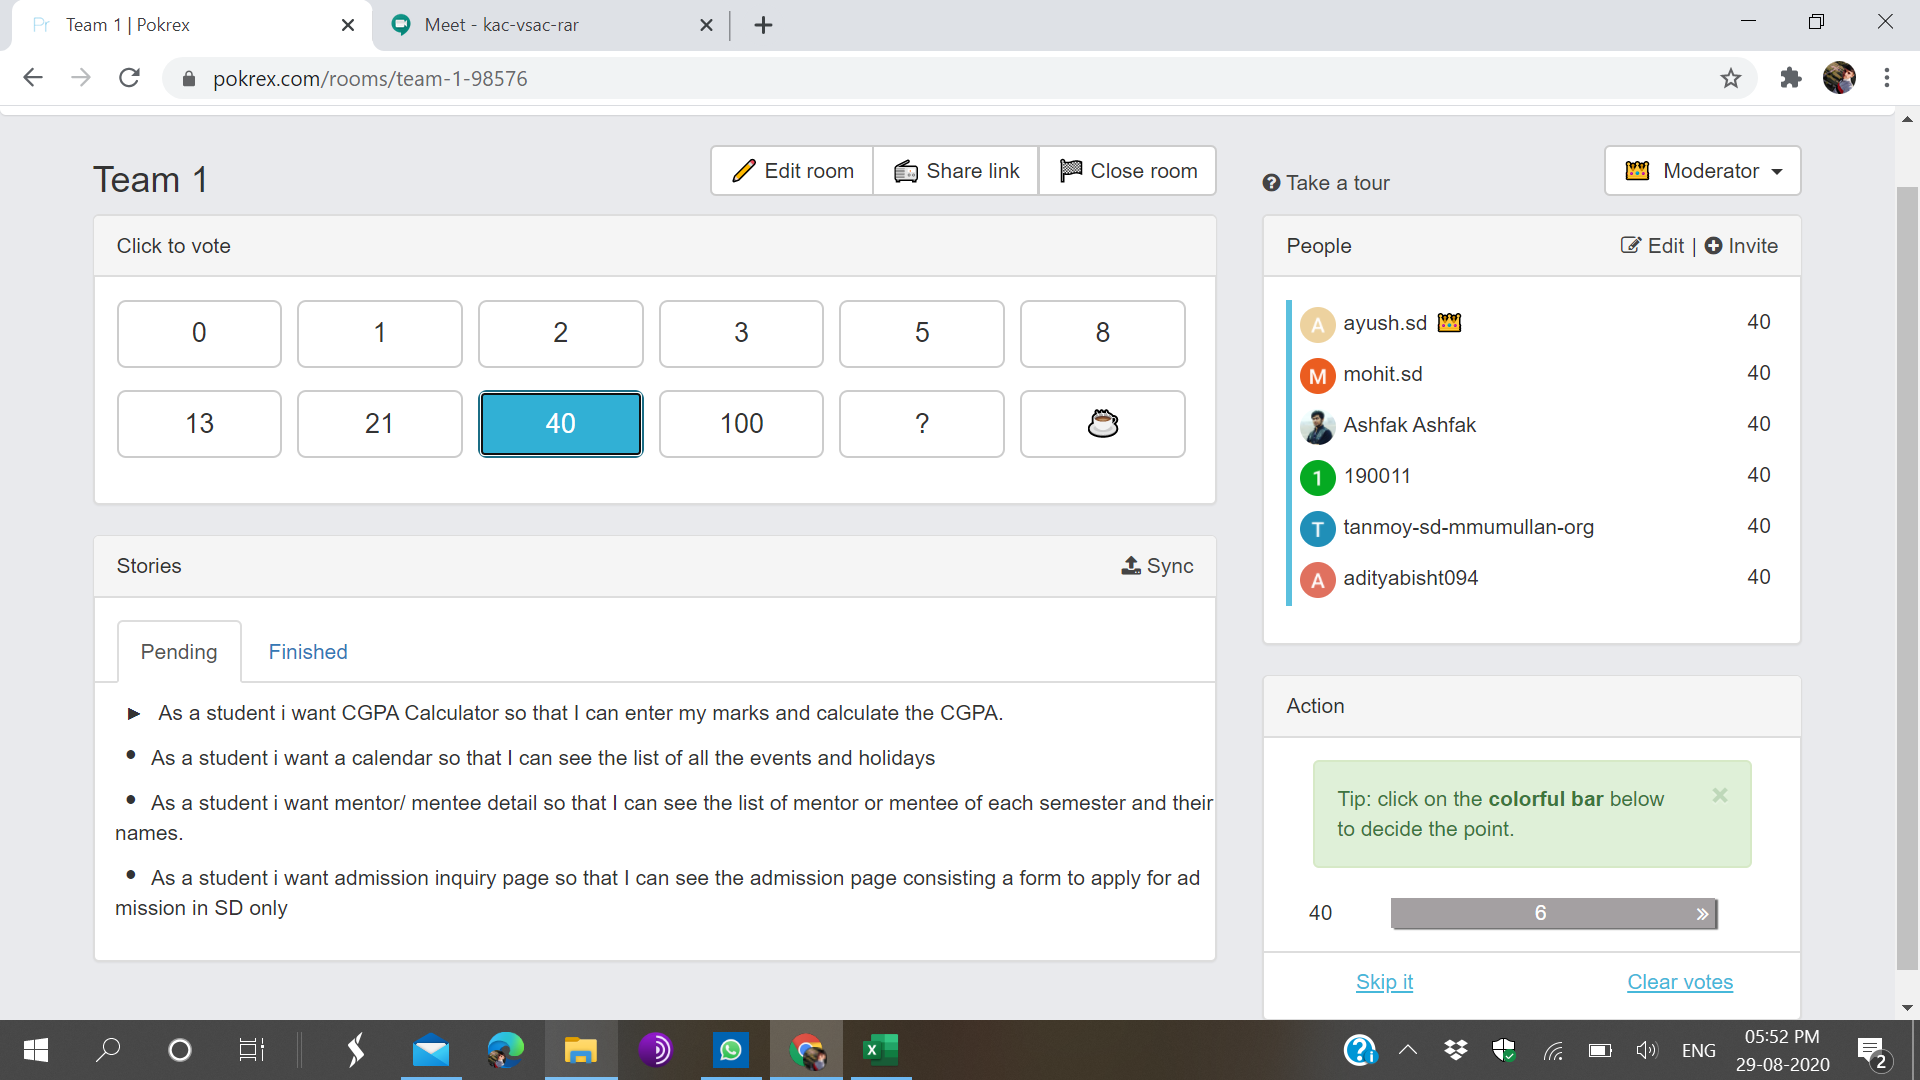 Pr Team 1 | Pokrex
Meet - kac-vsac-rar
pokrex.com/rooms/team-1-98576
Team 1
Edit room
Share link
Close room
Take a tour
Moderator
Click to vote
0 1 2 3 5 8
13 21 40 100 ?
People
Edit | Invite
A ayush.sd 40
M mohit.sd 40
Ashfak Ashfak 40
1 190011 40
T tanmoy-sd-mmumullan-org 40
A adityabisht094 40
Stories
Sync
Pending
Finished
As a student i want CGPA Calculator so that I can enter my marks and calculate the CGPA.
As a student i want a calendar so that I can see the list of all the events and holidays
As a student i want mentor/ mentee detail so that I can see the list of mentor or mentee of each semester and their
names.
As a student i want admission inquiry page so that I can see the admission page consisting a form to apply for ad
mission in SD only
Action
Tip: click on the colorful bar below
to decide the point.
40 6
Skip it
Clear votes
ENG
05:52 PM
29-08-2020
2